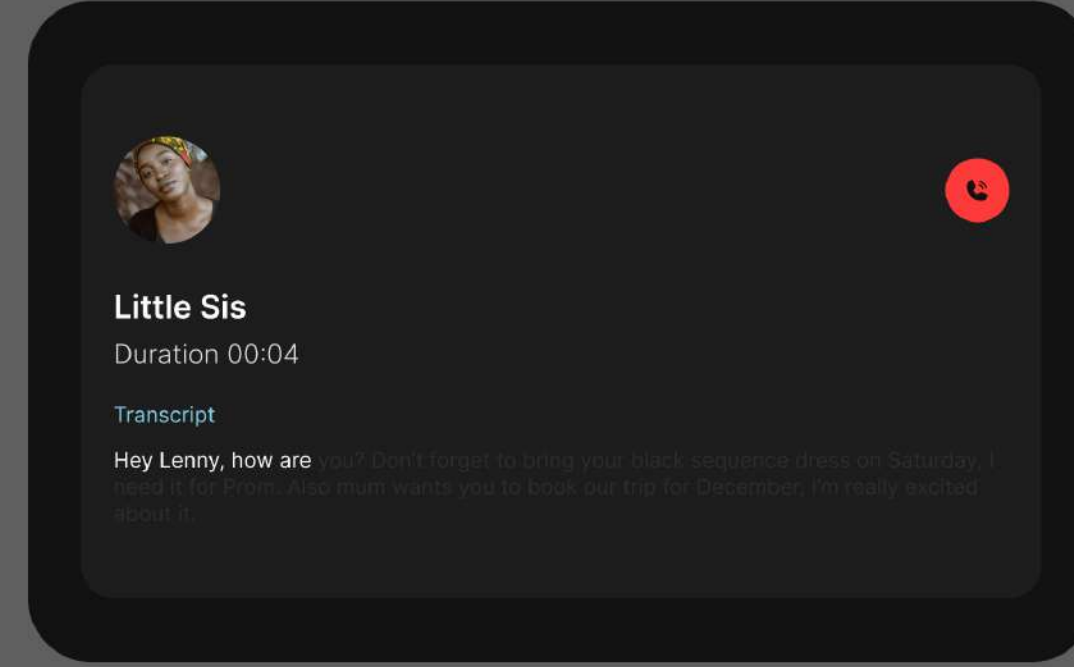 Little Sis
Duration 00:04
Transcript
Hey Lenny, how are you? Don't forget to bring your black sequence dress on Saturday, I
need it for Prom. Also mum wants you to book our trip for December, I'm really excited
about it.